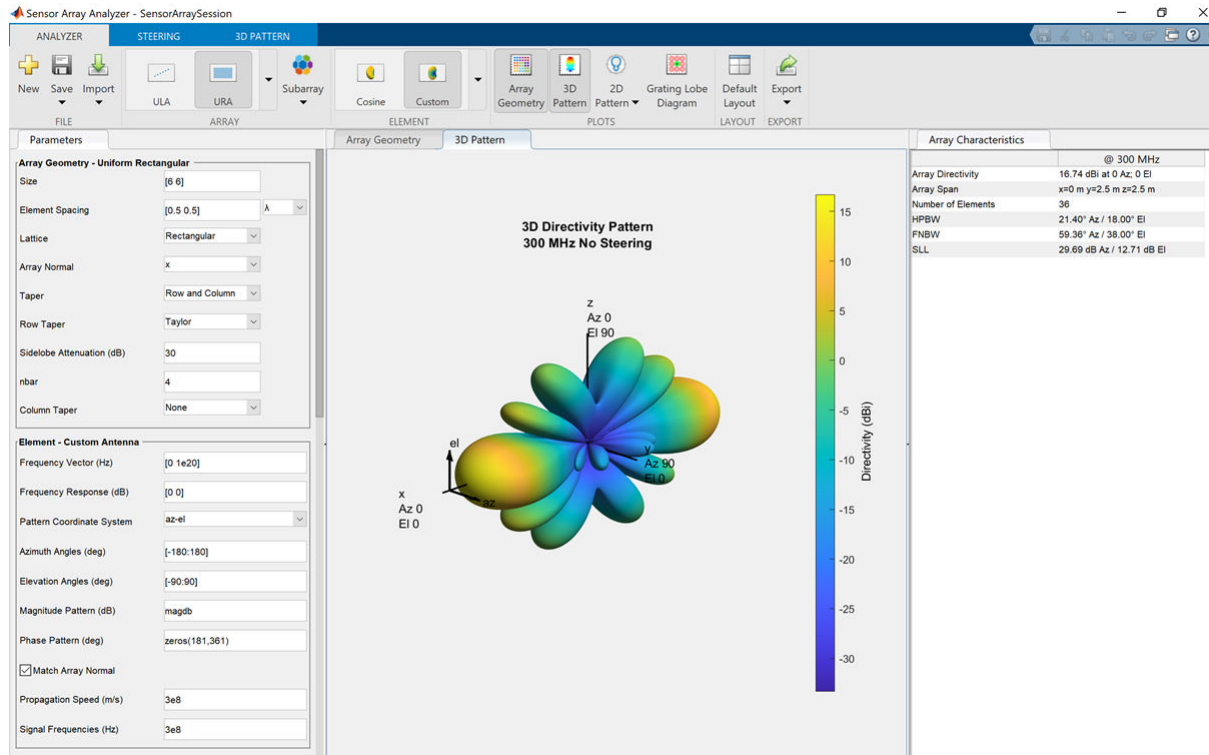 Sensor Array Analyzer - SensorArraySession
ANALYZER STEERING 3D PATTERN
New Save Import
FILE
ULA URA Subarray
ARRAY
Cosine Custom
ELEMENT
Array Geometry 3D Pattern 2D Pattern Grating Lobe Diagram
PLOTS
Default Layout
LAYOUT
Export
EXPORT
Parameters
Array Geometry - Uniform Rectangular
Size [6 6]
Element Spacing [0.5 0.5] λ
Lattice Rectangular
Array Normal x
Taper Row and Column
Row Taper Taylor
Sidelobe Attenuation (dB) 30
nbar 4
Column Taper None
Element - Custom Antenna
Frequency Vector (Hz) [0 1e20]
Frequency Response (dB) [0 0]
Pattern Coordinate System az-el
Azimuth Angles (deg) [-180:180]
Elevation Angles (deg) [-90:90]
Magnitude Pattern (dB) magdb
Phase Pattern (deg) zeros(181,361)
Match Array Normal
Propagation Speed (m/s) 3e8
Signal Frequencies (Hz) 3e8
Array Geometry 3D Pattern
3D Directivity Pattern
300 MHz No Steering
z
Az 0
El 90
y
Az 90
El 0
el
az
x
Az 0
El 0
15
10
5
0
-5
-10
-15
-20
-25
-30
Directivity (dBi)
Array Characteristics
@ 300 MHz
Array Directivity 16.74 dBi at 0 Az; 0 El
Array Span x=0 m y=2.5 m z=2.5 m
Number of Elements 36
HPBW 21.40° Az / 18.00° El
FNBW 59.36° Az / 38.00° El
SLL 29.69 dB Az / 12.71 dB El